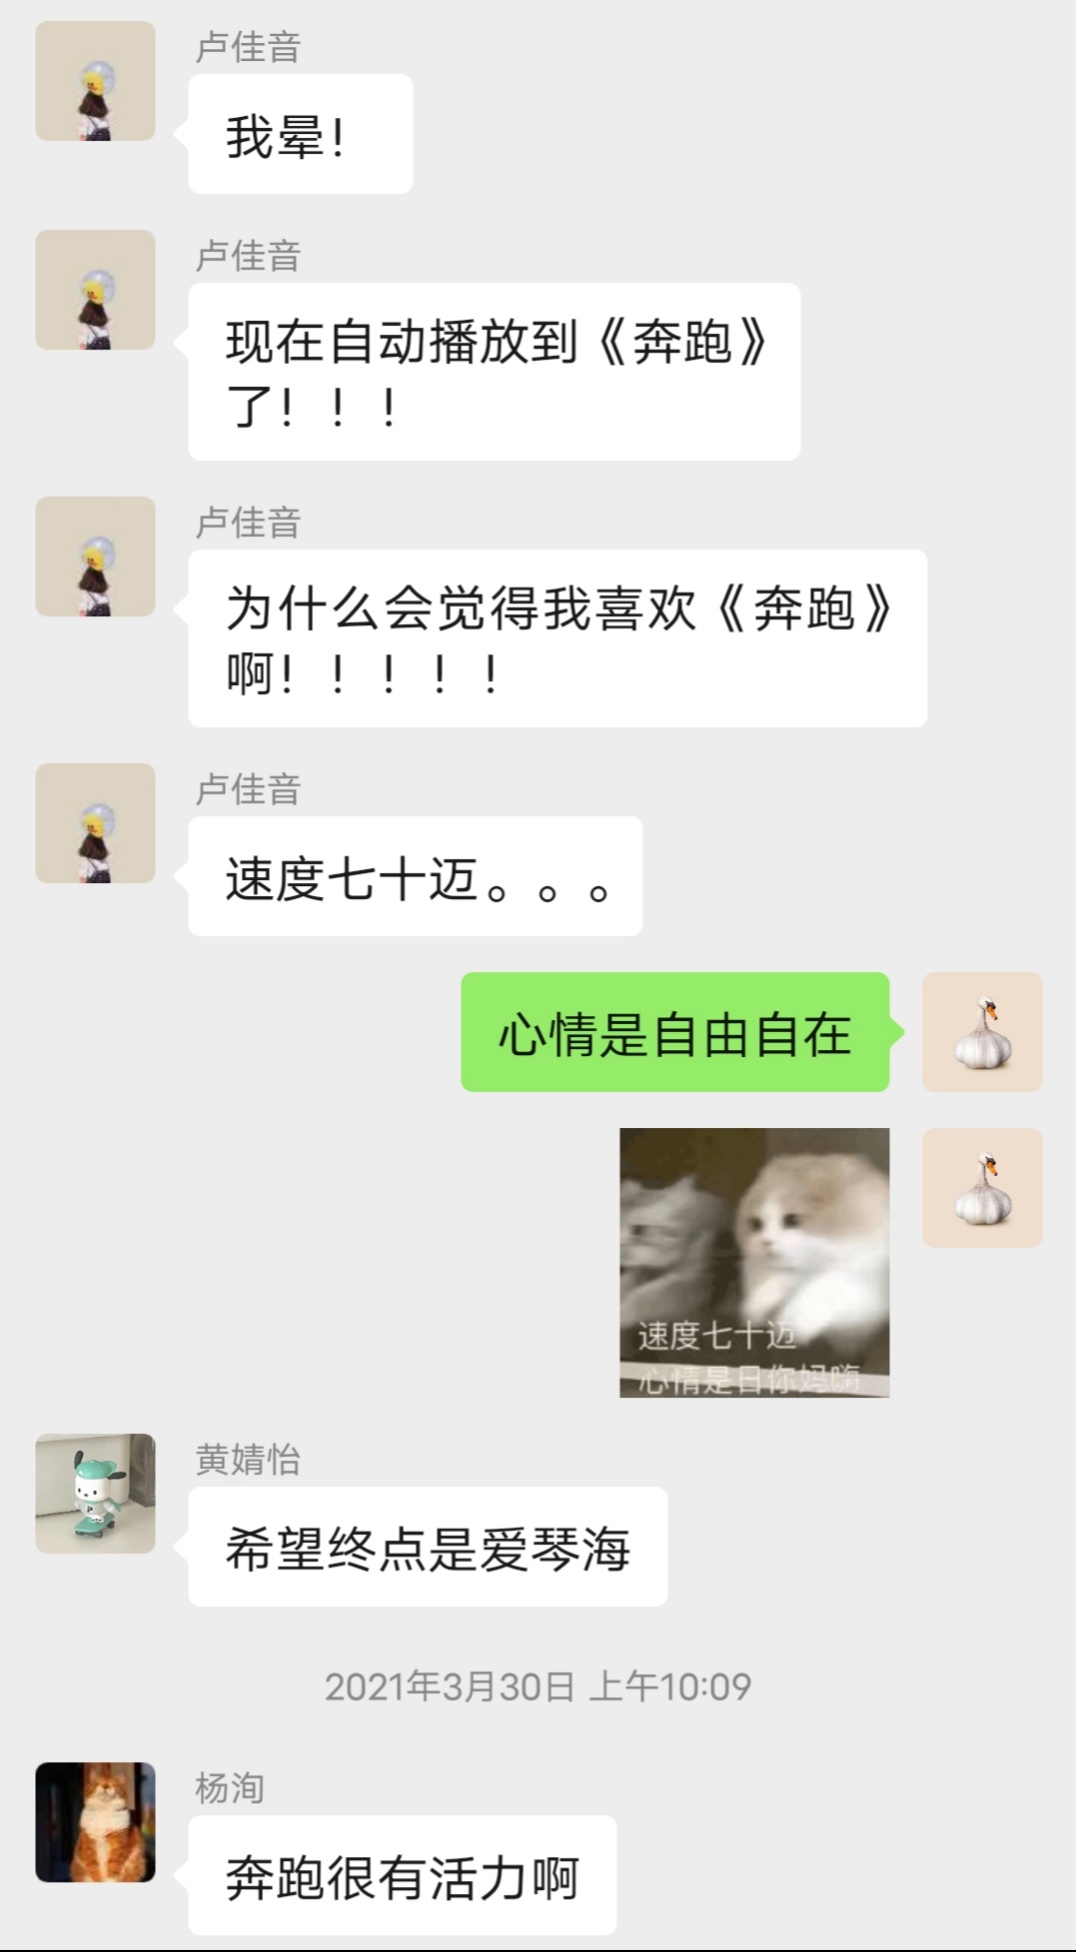 卢佳音
我晕！
卢佳音
现在自动播放到《奔跑》
了！！！
卢佳音
为什么会觉得我喜欢《奔跑》
啊！！！！！
卢佳音
速度七十迈。。。
心情是自由自在
速度七十迈
心情是日你妈嗨
黄婧怡
希望终点是爱琴海
2021年3月30日 上午10:09
杨洵
奔跑很有活力啊